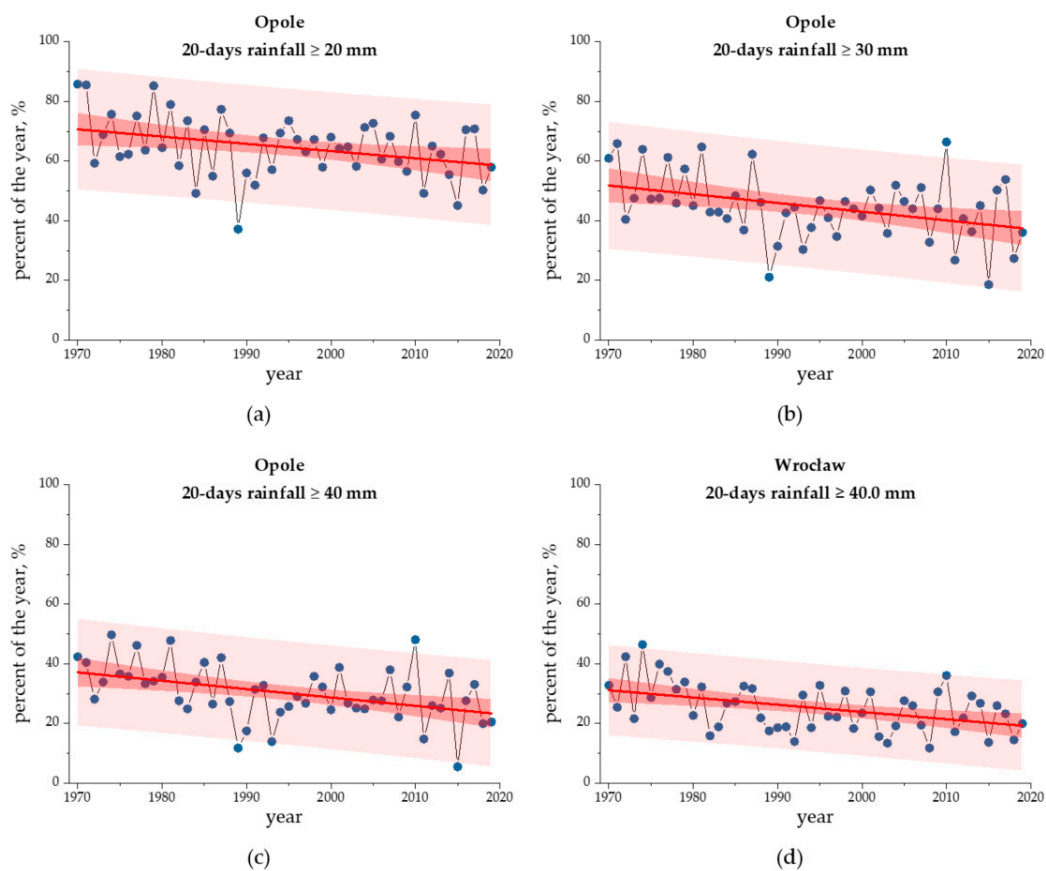 Opole
20-days rainfall ≥ 20 mm
100
80
60
40
20
0
percent of the year, %
1970 1980 1990 2000 2010 2020
year
(a)
Opole
20-days rainfall ≥ 30 mm
100
80
60
40
20
0
percent of the year, %
1970 1980 1990 2000 2010 2020
year
(b)
Opole
20-days rainfall ≥ 40 mm
100
80
60
40
20
0
percent of the year, %
1970 1980 1990 2000 2010 2020
year
(c)
Wrocław
20-days rainfall ≥ 40.0 mm
100
80
60
40
20
0
percent of the year, %
1970 1980 1990 2000 2010 2020
year
(d)